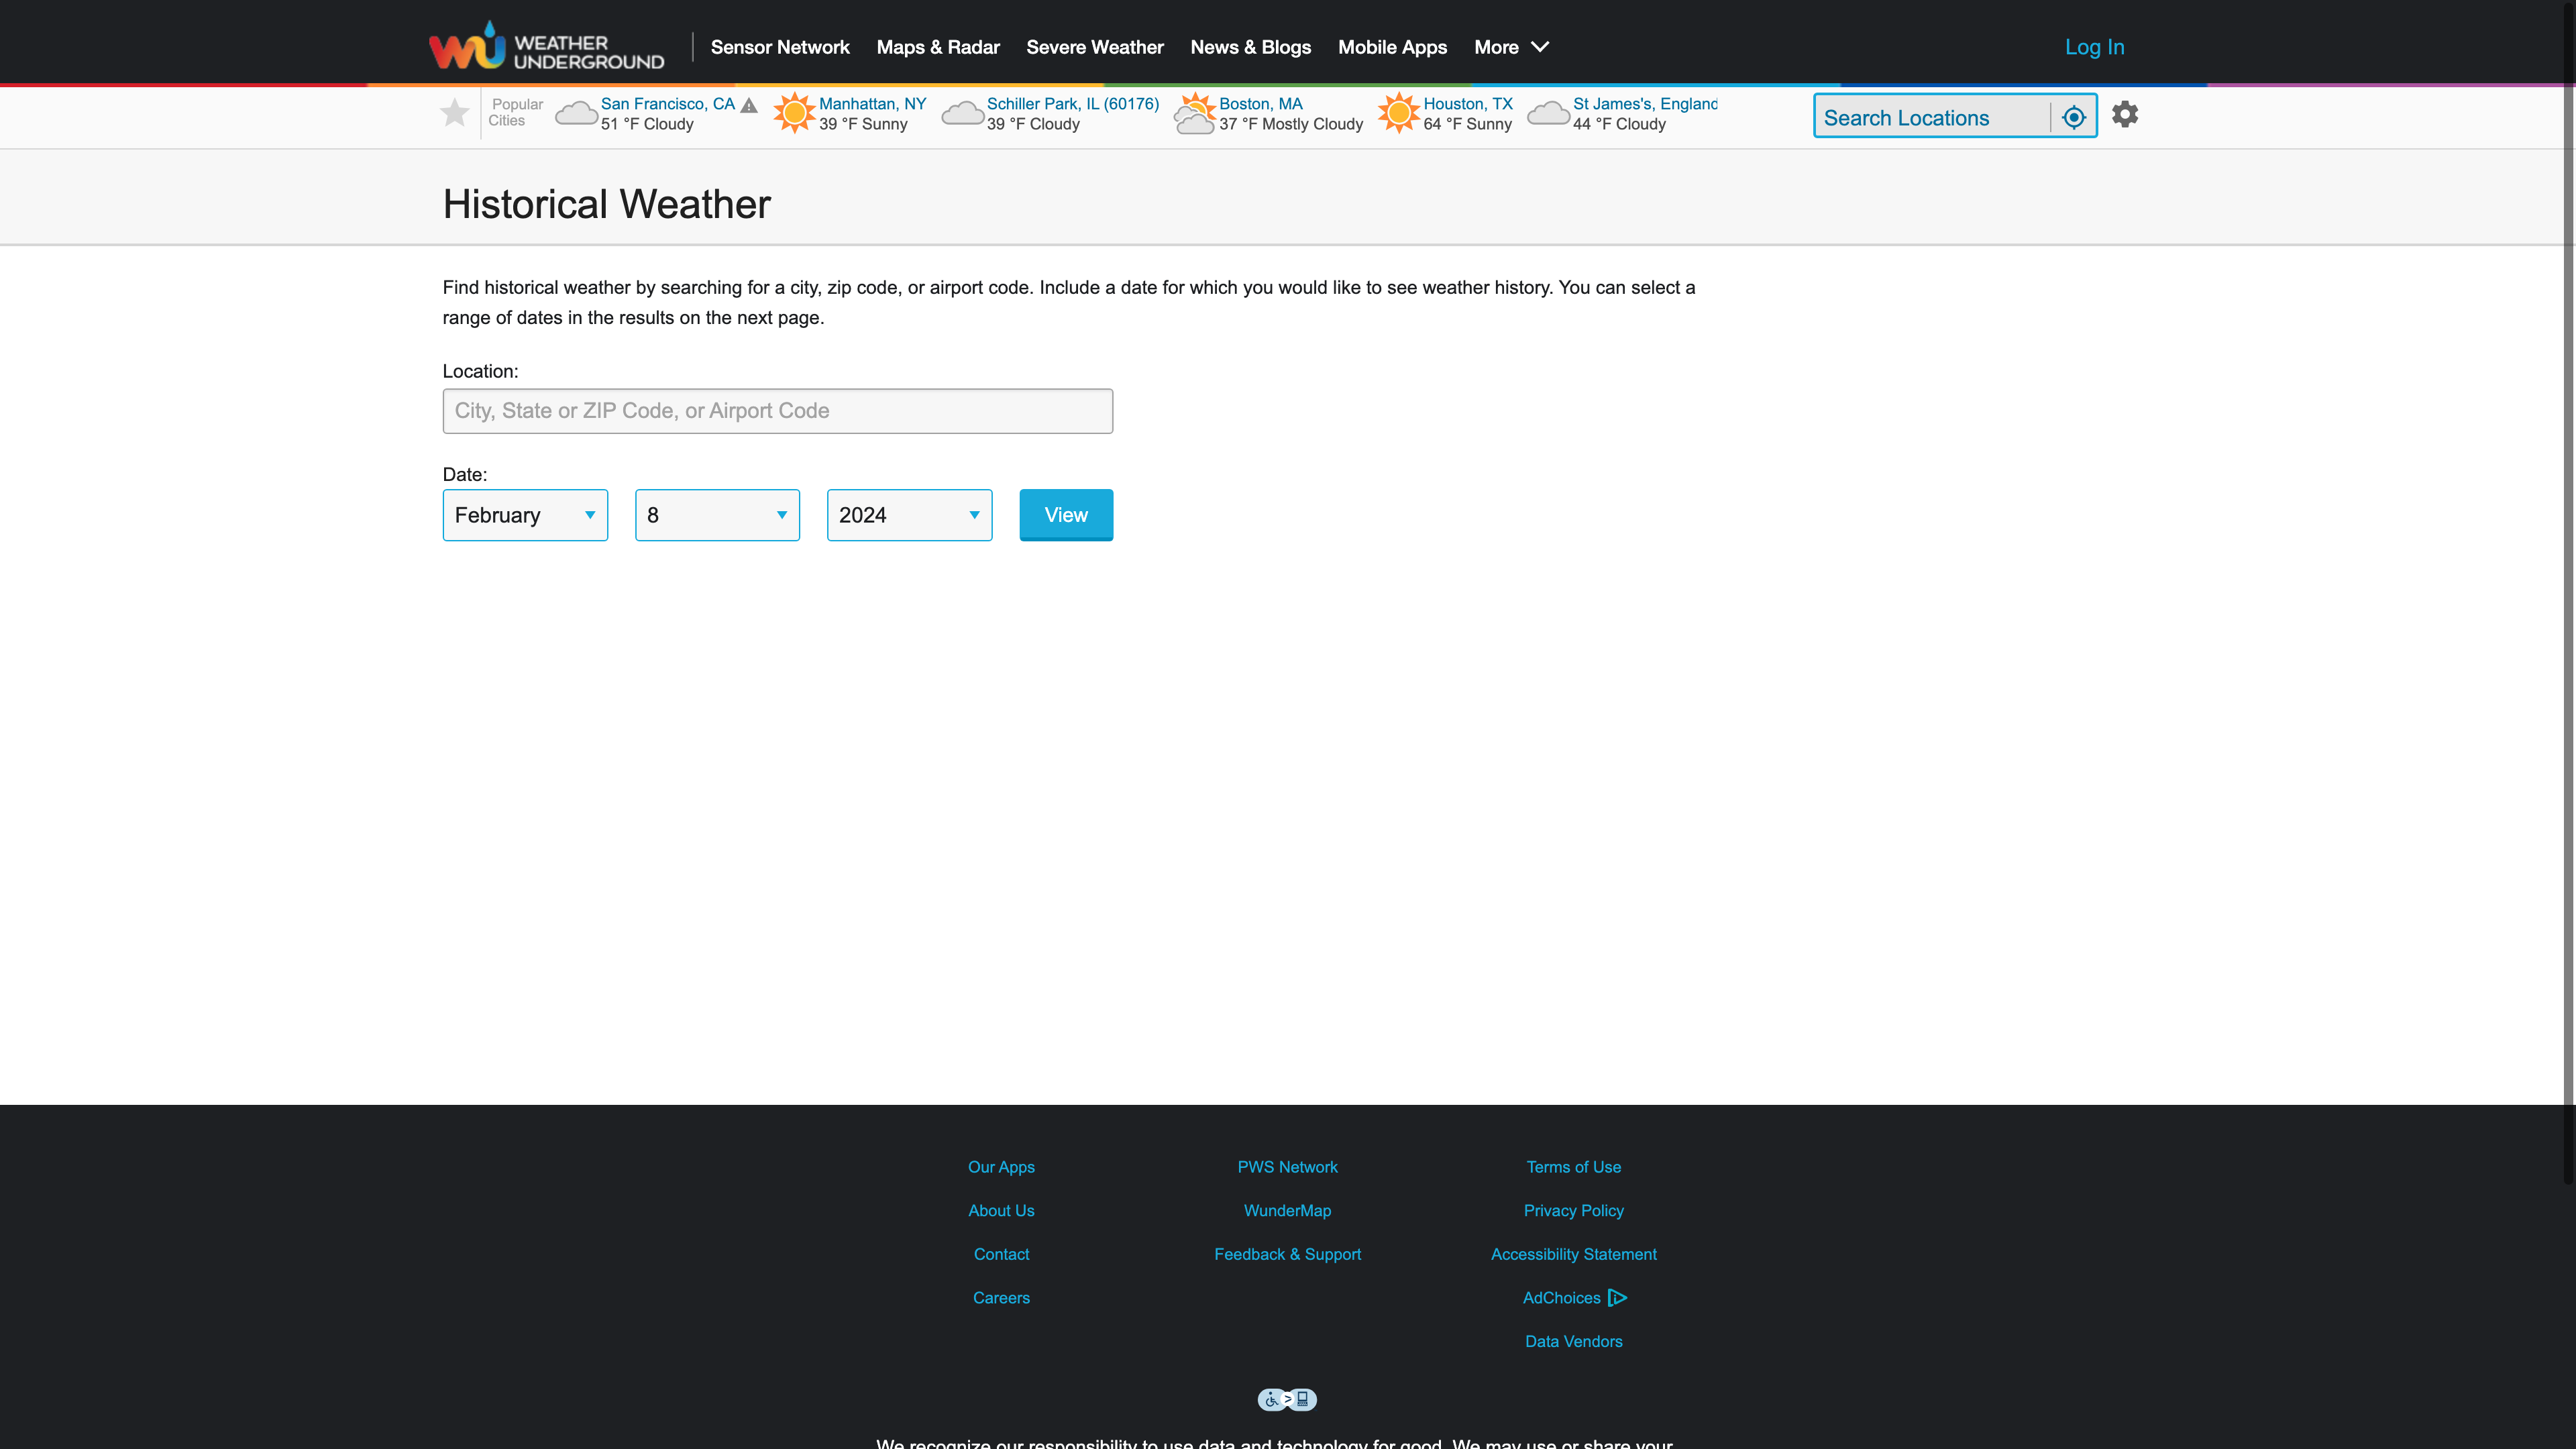 WEATHER
UNDERGROUND
Sensor Network Maps & Radar Severe Weather News & Blogs Mobile Apps More
Log In
Popular
Cities
San Francisco, CA
51 °F Cloudy
Manhattan, NY
39 °F Sunny
Schiller Park, IL (60176)
39 °F Cloudy
Boston, MA
37 °F Mostly Cloudy
Houston, TX
64 °F Sunny
St James's, England
44 °F Cloudy
Search Locations
Historical Weather
Find historical weather by searching for a city, zip code, or airport code. Include a date for which you would like to see weather history. You can select a
range of dates in the results on the next page.
Location:
City, State or ZIP Code, or Airport Code
Date:
February 8 2024 View
Our Apps
About Us
Contact
Careers
PWS Network
WunderMap
Feedback & Support
Terms of Use
Privacy Policy
Accessibility Statement
AdChoices
Data Vendors
We recognize our responsibility to use data and technology for good. We may use or share your